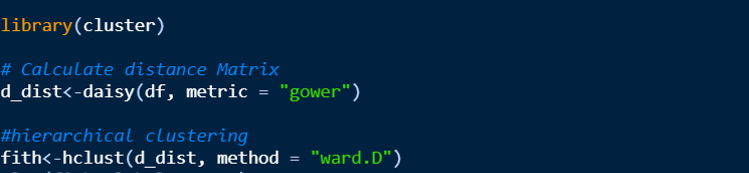 library(cluster)
# Calculate distance Matrix
d_dist<-daisy(df, metric = "gower")
#hierarchical clustering
fith<-hclust(d_dist, method = "ward.D")